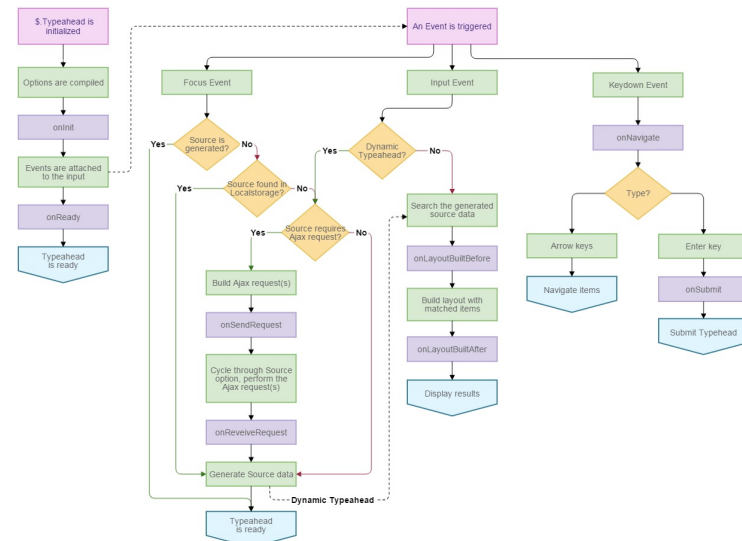 $.Typeahead is
initialized
Options are compiled
onInit
Events are attached
to the input
onReady
Typeahead
is ready
An Event is triggered
Focus Event
Source is
generated?
Yes
No
Source found in
Localstorage?
Yes
No
Source requires
Ajax request?
Yes
No
Build Ajax request(s)
onSendRequest
Cycle through Source
option, perform the
Ajax request(s)
onReveiveRequest
Generate Source data
Dynamic Typeahead
Typeahead
is ready
Input Event
Dynamic
Typeahead?
Yes
No
Search the generated
source data
onLayoutBuiltBefore
Build layout with
matched items
onLayoutBuiltAfter
Display results
Keydown Event
onNavigate
Type?
Arrow keys
Navigate items
Enter key
onSubmit
Submit Typehead